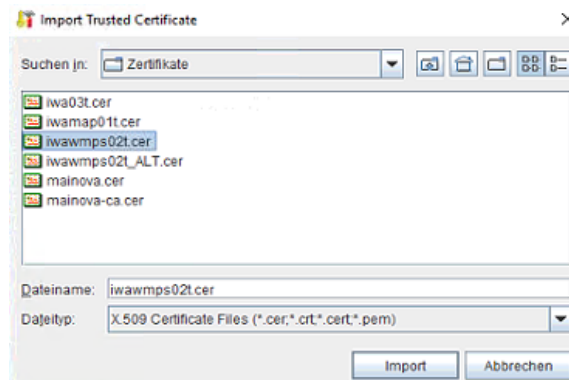 Import Trusted Certificate
Suchen in: Zertifikate
iwa03t.cer
iwamap01t.cer
iwawmps02t.cer
iwawmps02t_ALT.cer
mainova.cer
mainova-ca.cer
Dateiname: iwawmps02t.cer
Dateityp: X.509 Certificate Files (*.cer;*.crt;*.cert;*.pem)
Import Abbrechen